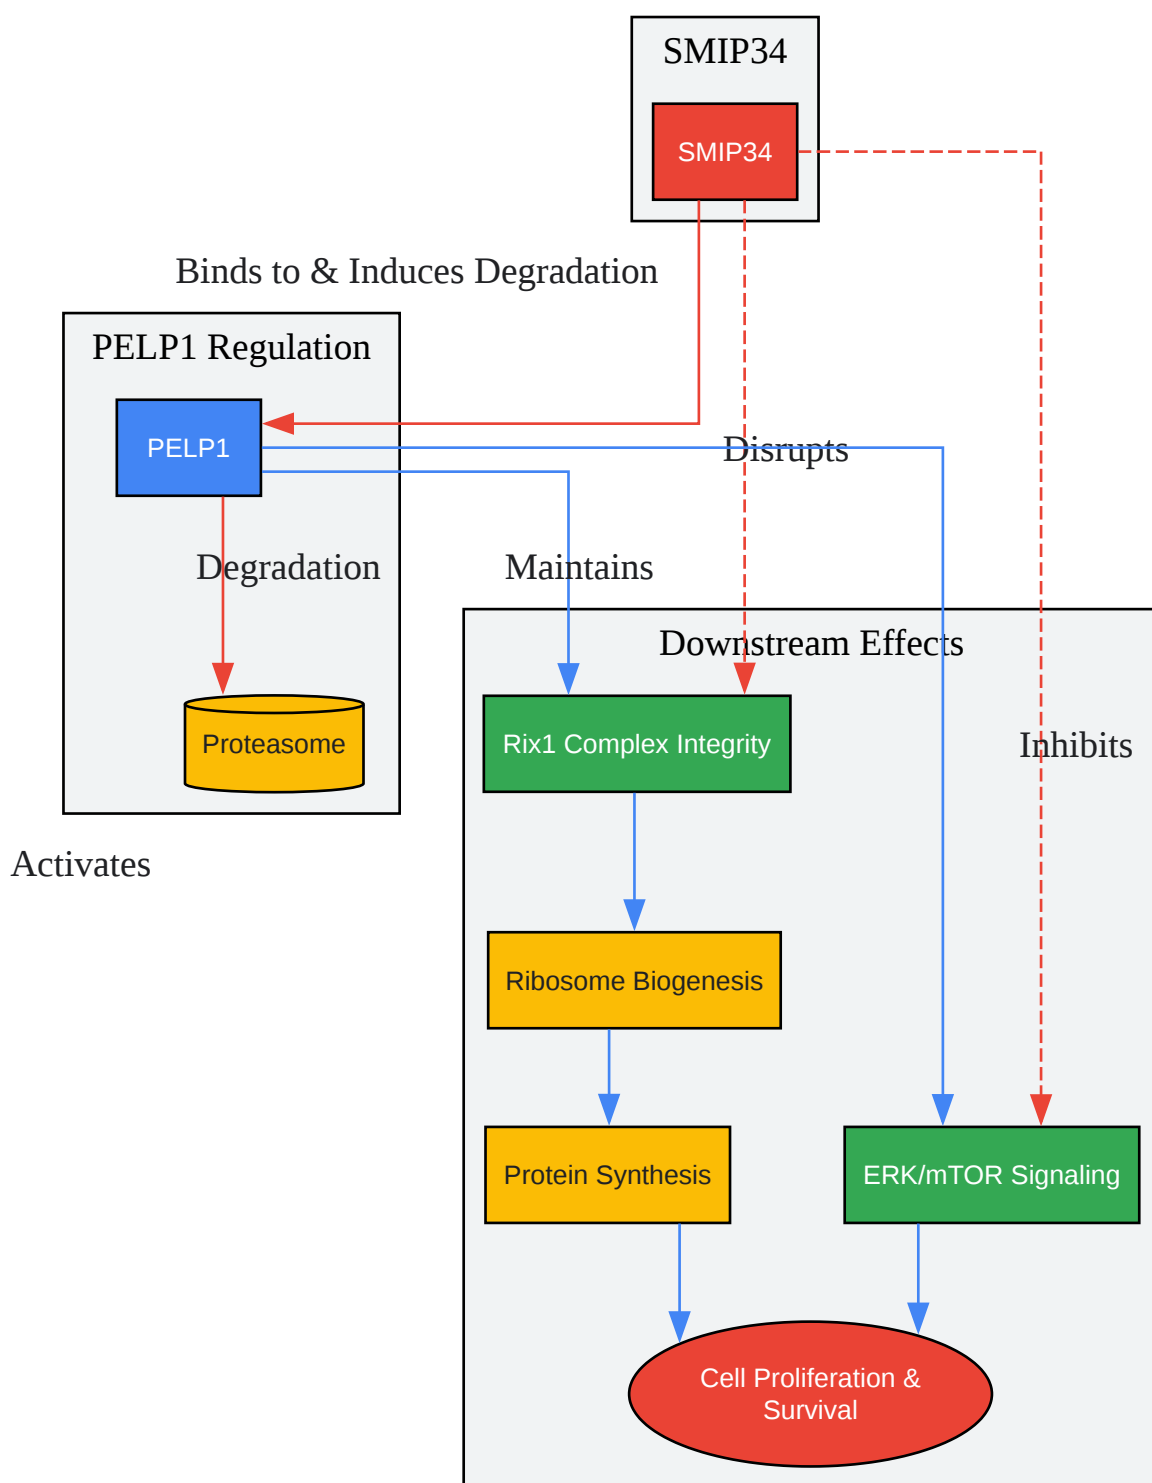 SMIP34
SMIP34
Binds to & Induces Degradation
PELP1 Regulation
PELP1
Disrupts
Degradation
Maintains
Downstream Effects
Proteasome
Rix1 Complex Integrity
Inhibits
Activates
Ribosome Biogenesis
Protein Synthesis
ERK/mTOR Signaling
Cell Proliferation &
Survival